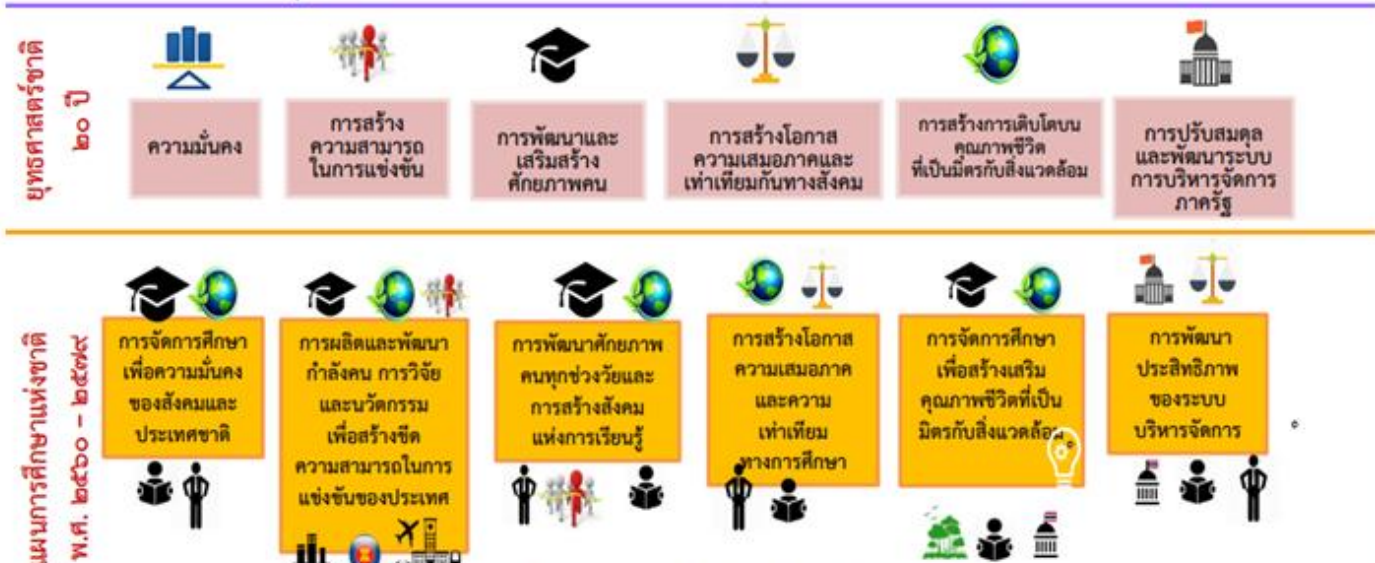 ยุทธศาสตร์ชาติ
๒๐ ปี
ความมั่นคง
การสร้าง
ความสามารถ
ในการแข่งขัน
การพัฒนาและ
เสริมสร้าง
ศักยภาพคน
การสร้างโอกาส
ความเสมอภาคและ
เท่าเทียมกันทางสังคม
การสร้างการเติบโตบน
คุณภาพชีวิต
ที่เป็นมิตรกับสิ่งแวดล้อม
การปรับสมดุล
และพัฒนาระบบ
การบริหารจัดการ
ภาครัฐ
แผนการศึกษาแห่งชาติ
พ.ศ. ๒๕๖๐ – ๒๕๗๙
การจัดการศึกษา
เพื่อความมั่นคง
ของสังคมและ
ประเทศชาติ
การผลิตและพัฒนา
กำลังคน การวิจัย
และนวัตกรรม
เพื่อสร้างขีด
ความสามารถในการ
แข่งขันของประเทศ
การพัฒนาศักยภาพ
คนทุกช่วงวัยและ
การสร้างสังคม
แห่งการเรียนรู้
การสร้างโอกาส
ความเสมอภาค
และความ
เท่าเทียม
ทางการศึกษา
การจัดการศึกษา
เพื่อสร้างเสริม
คุณภาพชีวิตที่เป็น
มิตรกับสิ่งแวดล้อม
การพัฒนา
ประสิทธิภาพ
ของระบบ
บริหารจัดการ